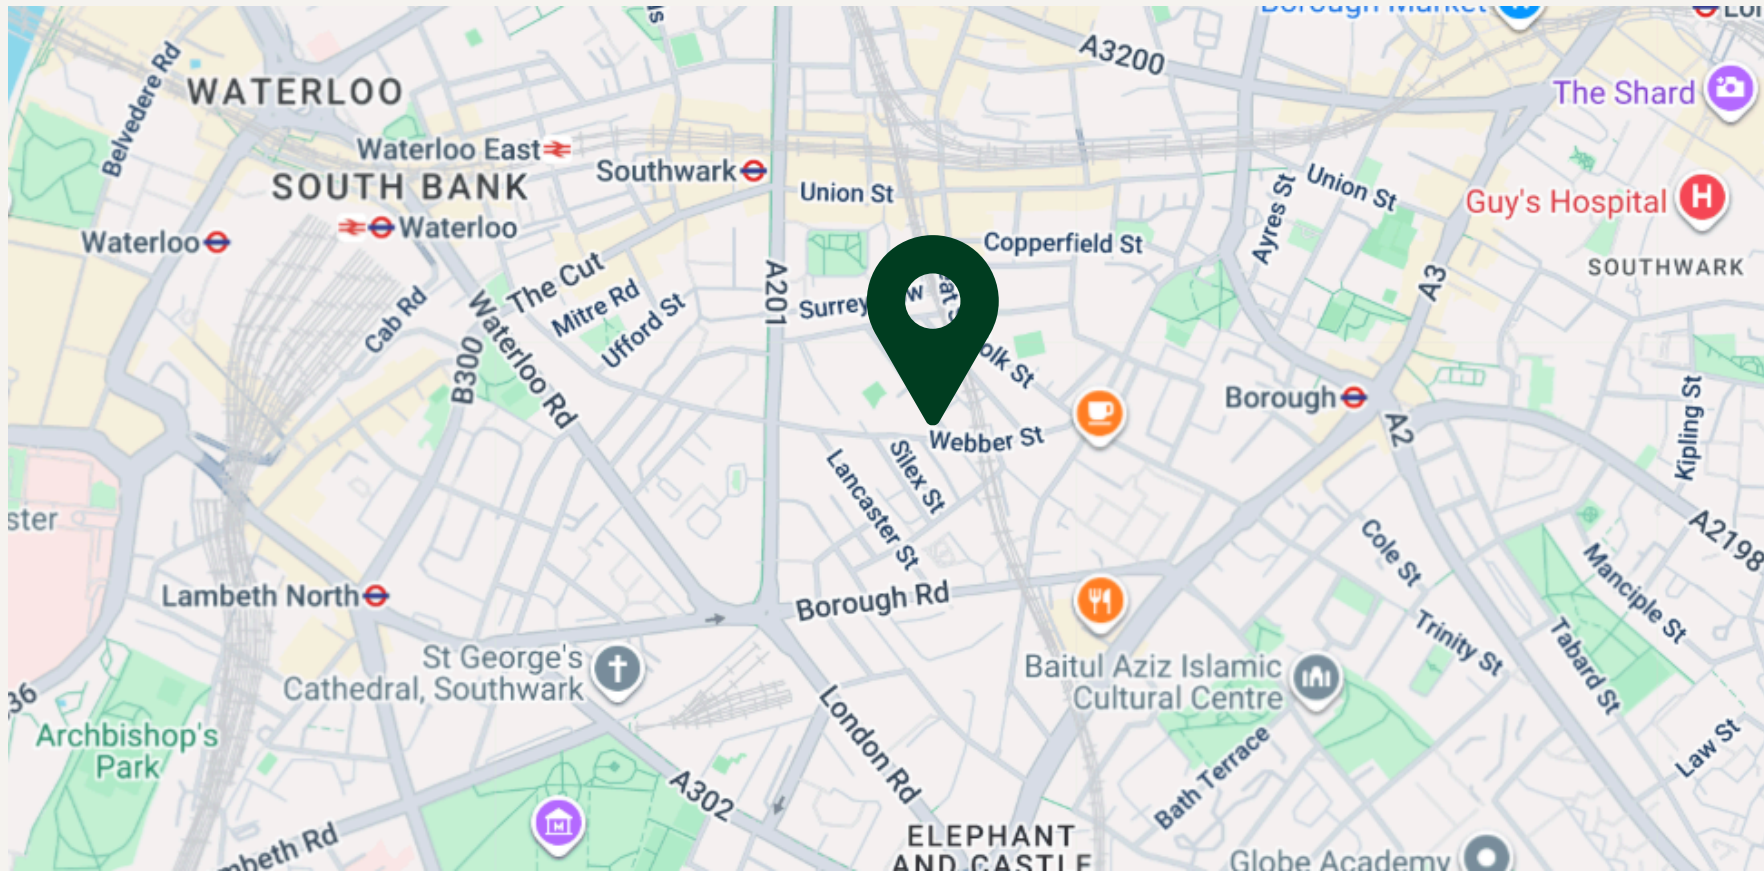 Borough Market
A3200
WATERLOO
Belvedere Rd
The Shard
Waterloo East
Southwark
SOUTH BANK
Union St
Union St
Ayres St
Guy's Hospital
H
Waterloo
Waterloo
Copperfield St
SOUTHWARK
The Cut
A201
A3
Mitre Rd
Surrey
Cab Rd
Ufford St
Waterloo Rd
B300
Borough
A2
Kipling St
Webber St
Silex St
Lancaster St
A2198
Cole St
Manciple St
Lambeth North
Borough Rd
Trinity St
Tabard St
St George's
Cathedral, Southwark
Baitul Aziz Islamic
Cultural Centre
London Rd
Archbishop's
Park
Law St
Bath Terrace
A302
ELEPHANT
AND CASTLE
Globe Academy